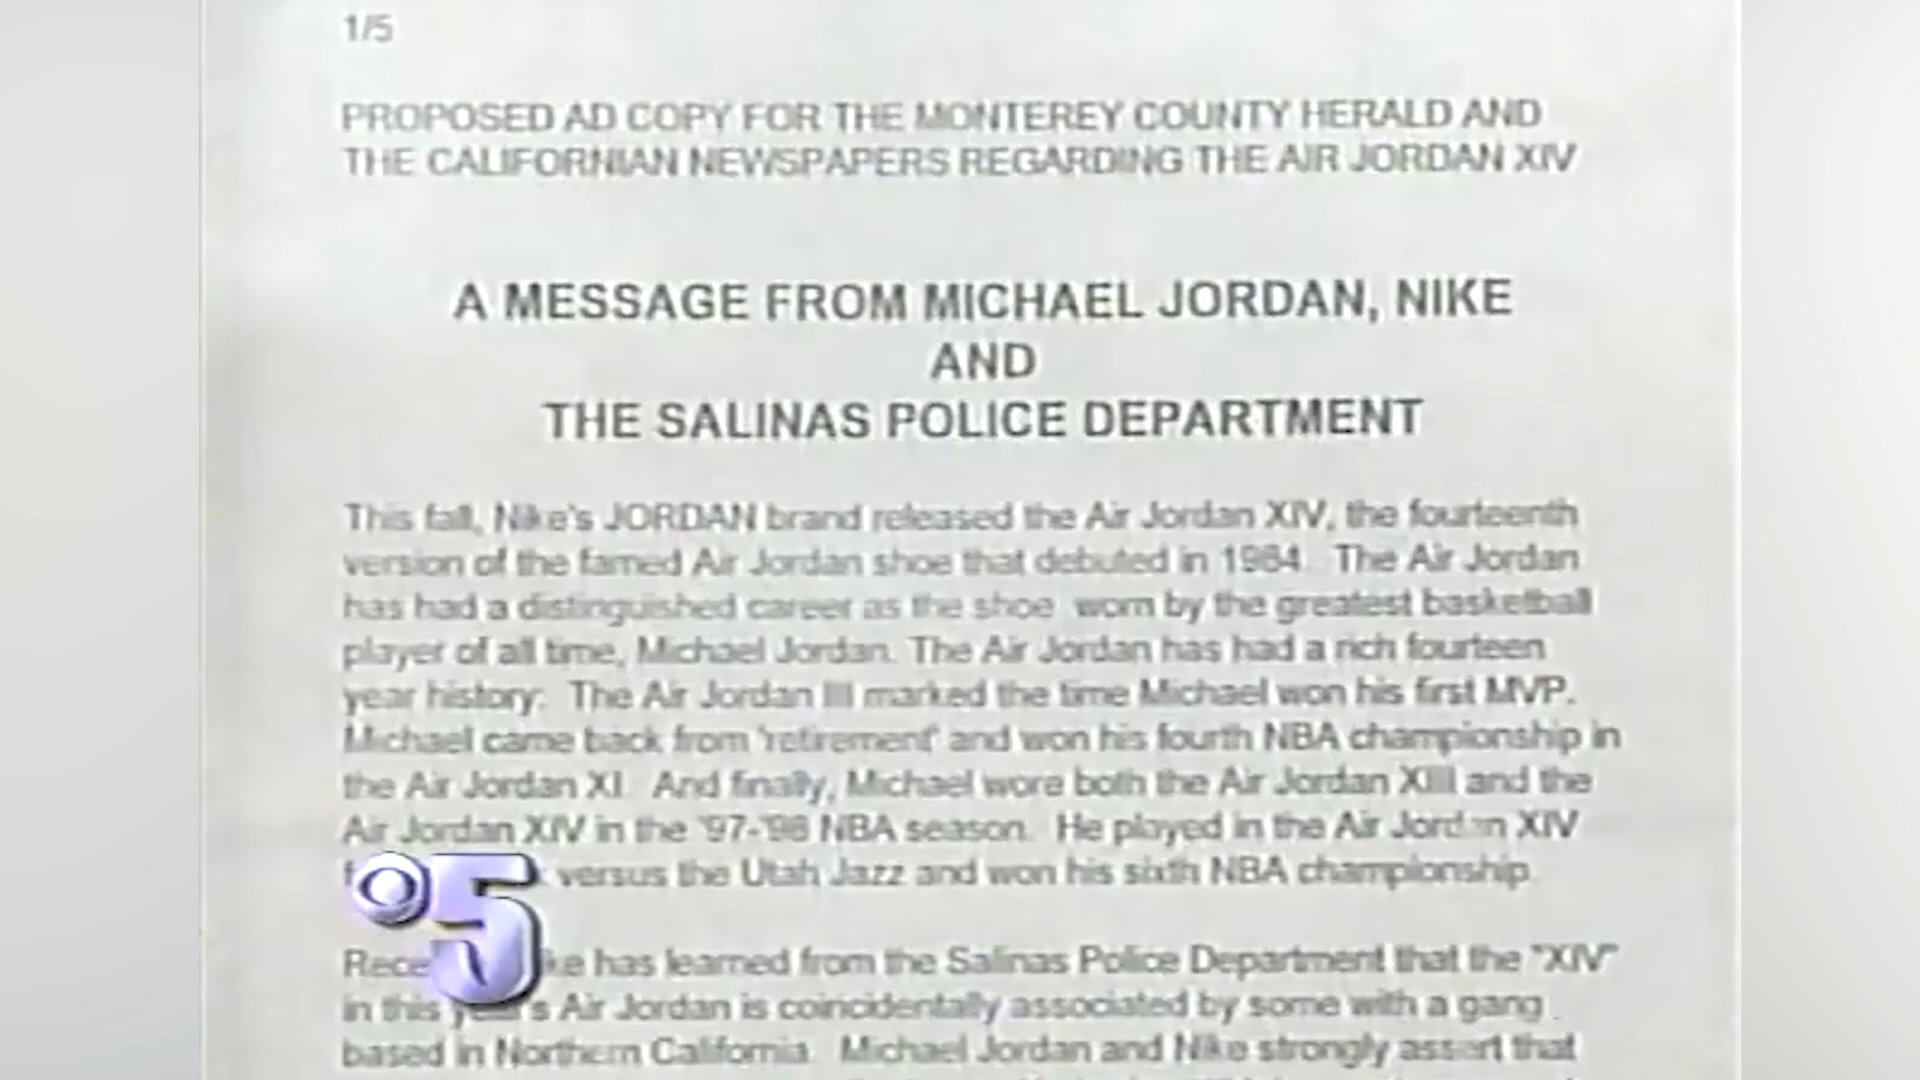 1/5
PROPOSED AD COPY FOR THE MONTEREY COUNTY HERALD AND
THE CALIFORNIAN NEWSPAPERS REGARDING THE AIR JORDAN XIV
A MESSAGE FROM MICHAEL JORDAN, NIKE
AND
THE SALINAS POLICE DEPARTMENT
This fall, Nike's JORDAN brand released the Air Jordan XIV, the fourteenth
version of the famed Air Jordan shoe that debuted in 1984. The Air Jordan
has had a distinguished career as the shoe worn by the greatest basketball
player of all time, Michael Jordan. The Air Jordan has had a rich fourteen
year history. The Air Jordan III marked the time Michael won his first MVP.
Michael came back from 'retirement' and won his fourth NBA championship in
the Air Jordan XI. And finally, Michael wore both the Air Jordan XIII and the
Air Jordan XIV in the '97-'98 NBA season. He played in the Air Jordan XIV
versus the Utah Jazz and won his sixth NBA championship.
has learned from the Salinas Police Department that the "XIV"
in this Air Jordan is coincidentally associated by some with a gang
based in Northern California. Michael Jordan and Nike strongly assert that
5